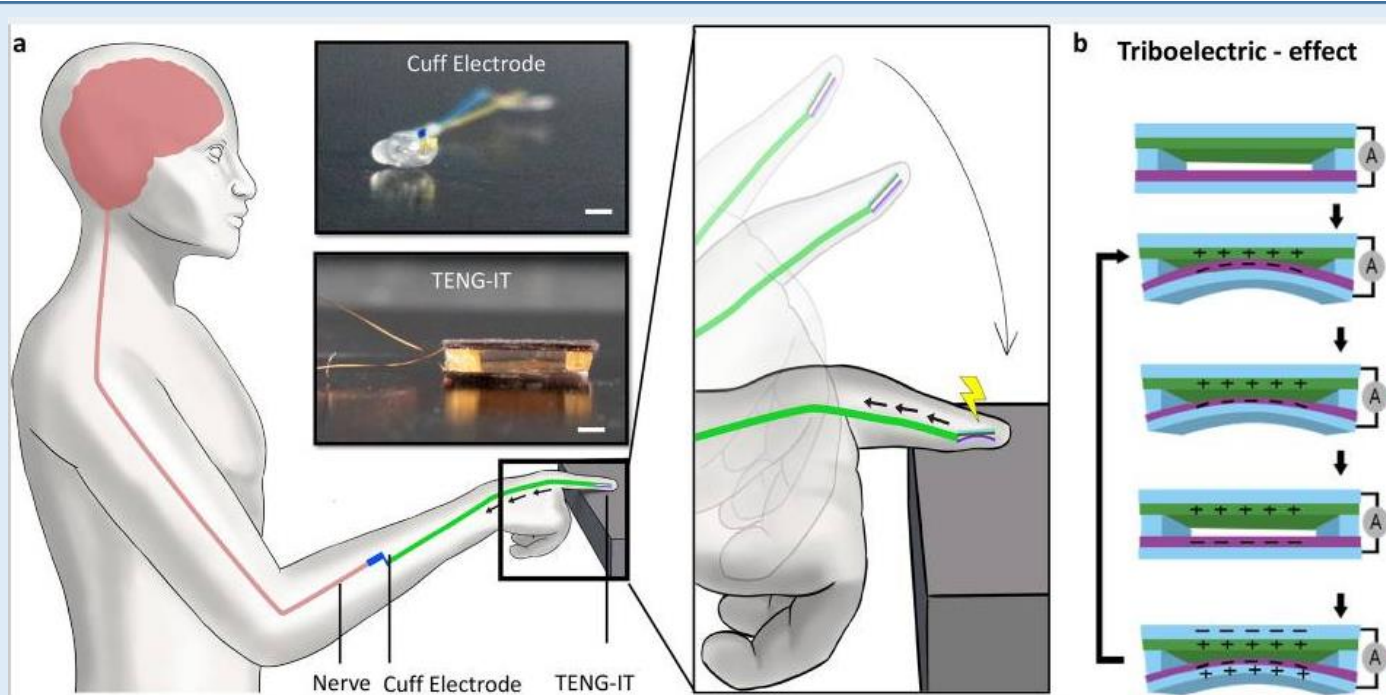 a
Cuff Electrode
TENG-IT
Nerve Cuff Electrode TENG-IT
b
Triboelectric - effect
A
+ + + + +
− − − − −
A
+ + + + +
− − − − −
A
+ + + + +
− − − − −
A
− − − − −
+ + + + +
− − − − −
+ + + + +
A